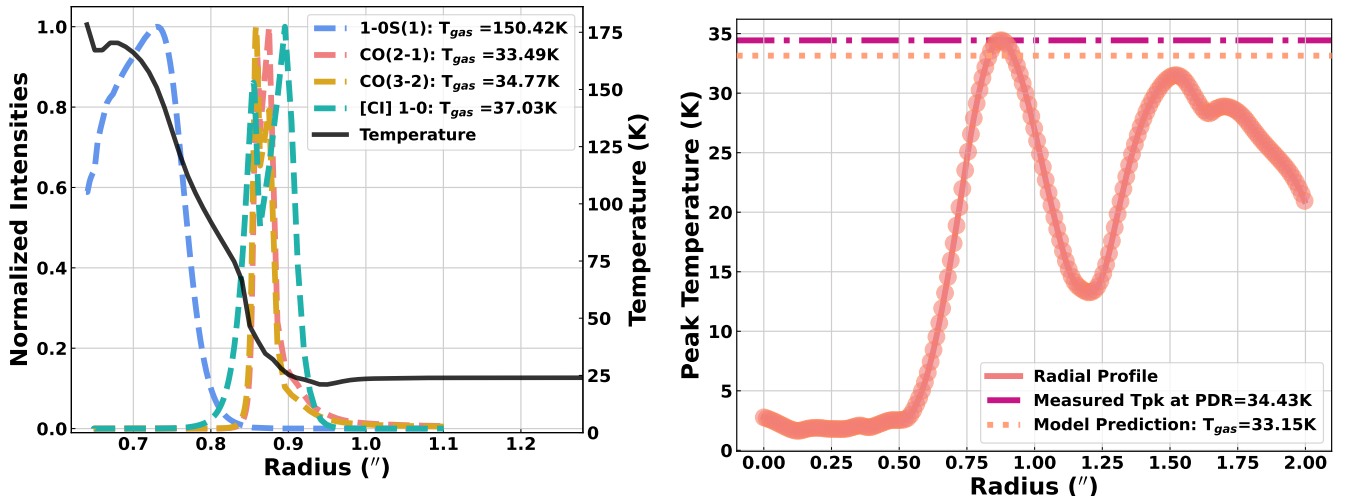 1-0S(1): T_gas =150.42K
CO(2-1): T_gas =33.49K
CO(3-2): T_gas =34.77K
[CI] 1-0: T_gas =37.03K
Temperature
Normalized Intensities
1.0
0.8
0.6
0.4
0.2
0.0
0.7 0.8 0.9 1.0 1.1 1.2
Radius (″)
175
150
125
100
75
50
25
0
Temperature (K)
Peak Temperature (K)
35
30
25
20
15
10
5
0
Radial Profile
Measured Tpk at PDR=34.43K
Model Prediction: T_gas=33.15K
0.00 0.25 0.50 0.75 1.00 1.25 1.50 1.75 2.00
Radius (″)